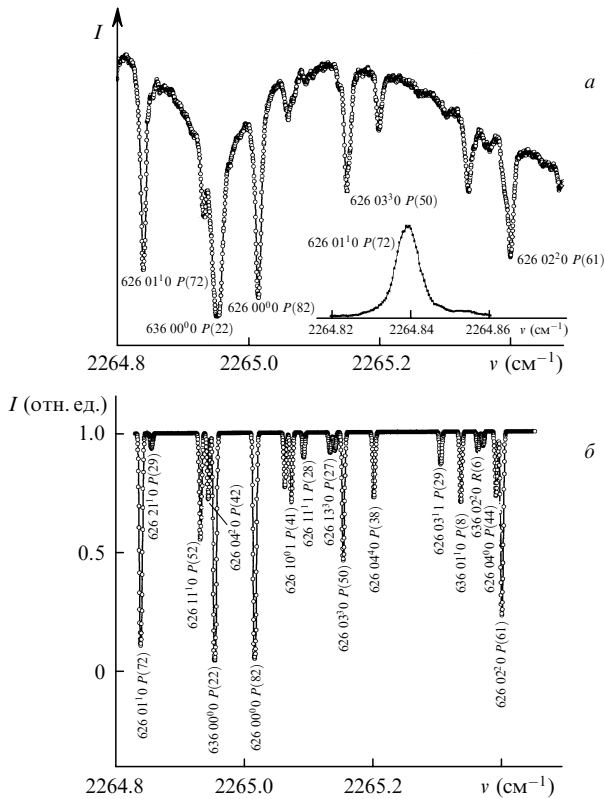 I
а
626 03³0 P(50)
626 01¹0 P(72)
626 01¹0 P(72)
626 02²0 P(61)
626 00⁰0 P(82)
636 00⁰0 P(22)
2264.82 2264.84 2264.86
ν (см⁻¹)
2264.8 2265.0 2265.2 ν (см⁻¹)
I (отн. ед.)
б
1.0
0.5
0
626 01¹0 P(72)
626 21¹0 P(29)
626 11¹0 P(52)
626 04²0 P(42)
636 00⁰0 P(22)
626 00⁰0 P(82)
626 10⁰1 P(41)
626 11¹1 P(28)
626 13³0 P(27)
626 03³0 P(50)
626 04⁴0 P(38)
626 03¹1 P(29)
636 01¹0 P(8)
636 02²0 R(6)
626 04⁰0 P(44)
626 02²0 P(61)
2264.8 2265.0 2265.2 ν (см⁻¹)